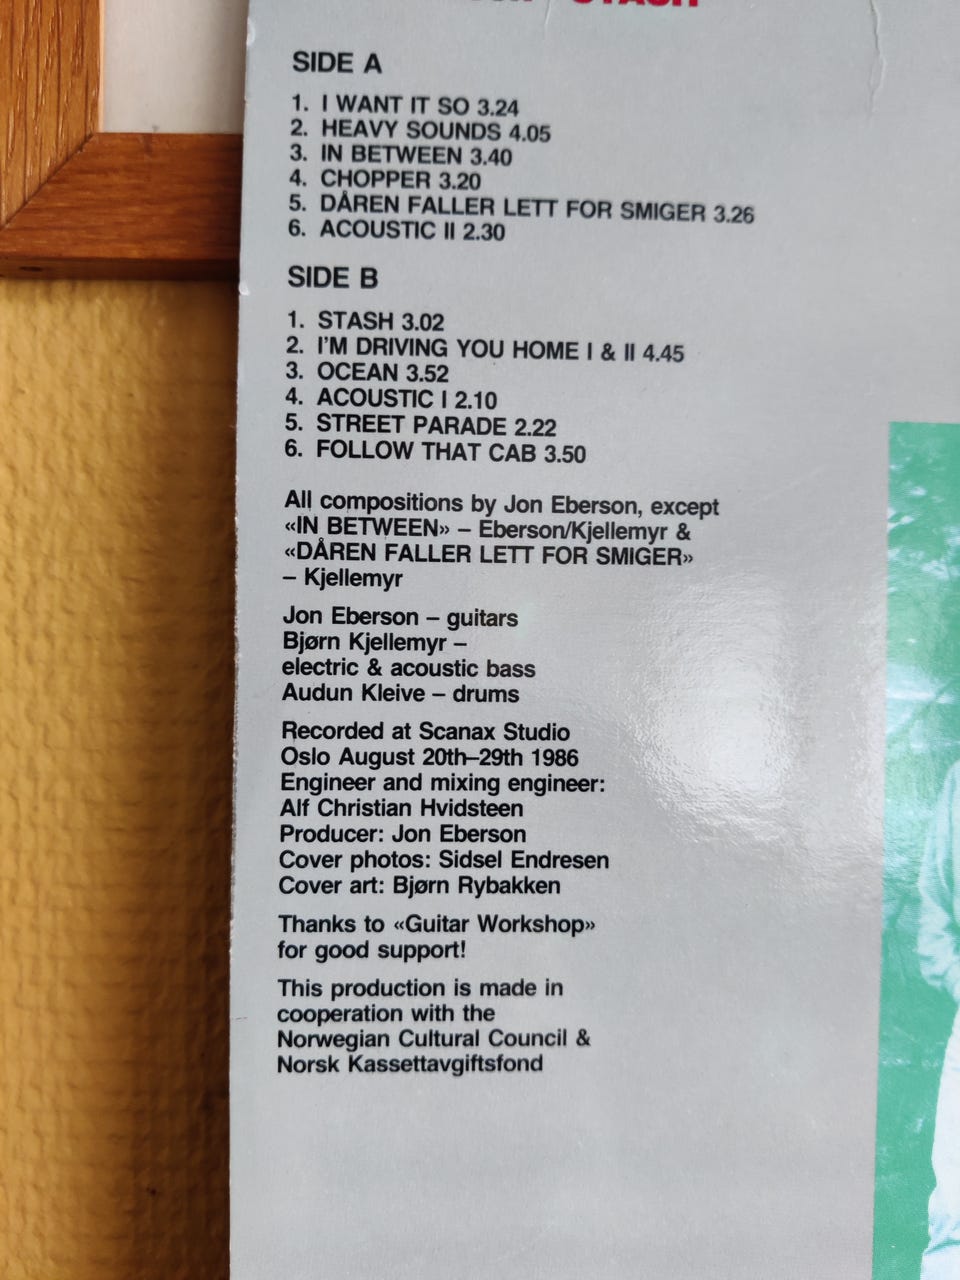 STASH
SIDE A
1. I WANT IT SO 3.24
2. HEAVY SOUNDS 4.05
3. IN BETWEEN 3.40
4. CHOPPER 3.20
5. DÅREN FALLER LETT FOR SMIGER 3.26
6. ACOUSTIC II 2.30
SIDE B
1. STASH 3.02
2. I'M DRIVING YOU HOME I & II 4.45
3. OCEAN 3.52
4. ACOUSTIC I 2.10
5. STREET PARADE 2.22
6. FOLLOW THAT CAB 3.50
All compositions by Jon Eberson, except
«IN BETWEEN» – Eberson/Kjellemyr &
«DÅREN FALLER LETT FOR SMIGER»
– Kjellemyr
Jon Eberson – guitars
Bjørn Kjellemyr –
electric & acoustic bass
Audun Kleive – drums
Recorded at Scanax Studio
Oslo August 20th–29th 1986
Engineer and mixing engineer:
Alf Christian Hvidsteen
Producer: Jon Eberson
Cover photos: Sidsel Endresen
Cover art: Bjørn Rybakken
Thanks to «Guitar Workshop»
for good support!
This production is made in
cooperation with the
Norwegian Cultural Council &
Norsk Kassettavgiftsfond